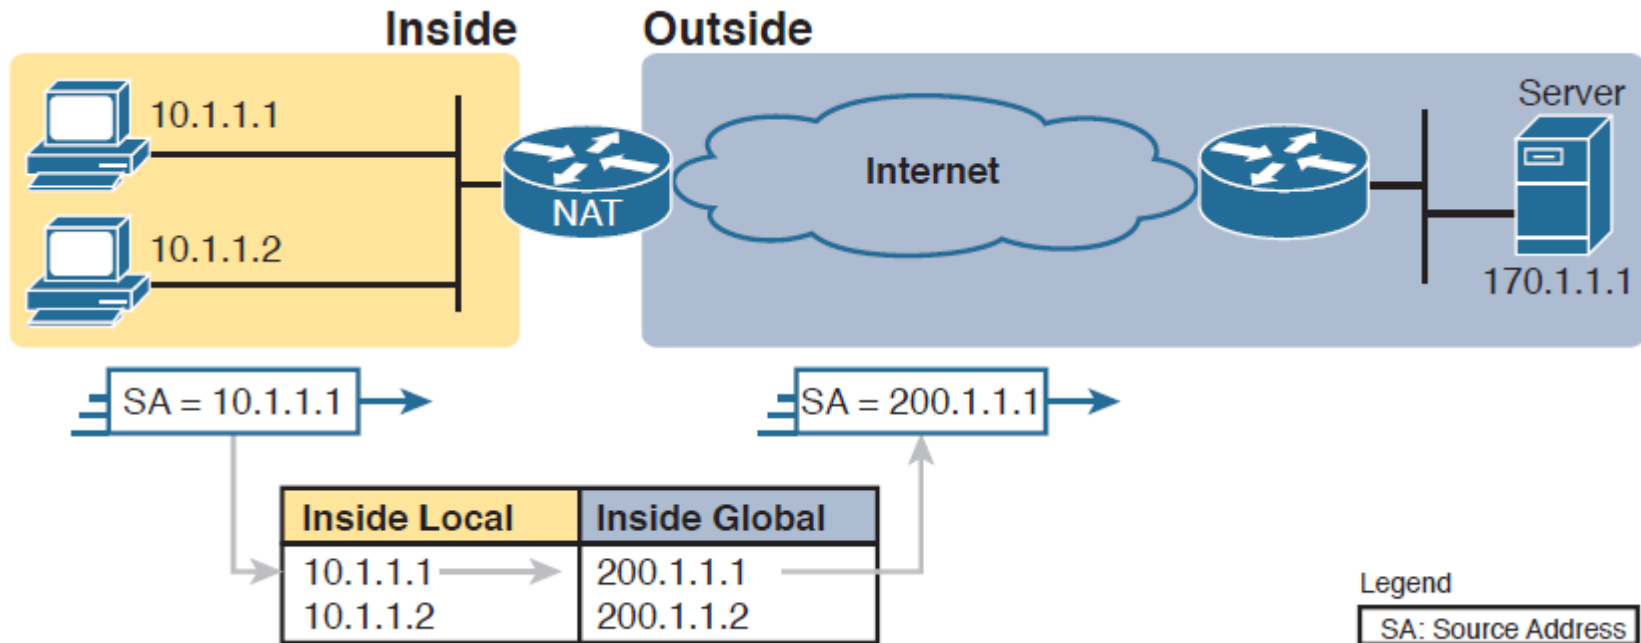 Inside Outside
10.1.1.1
10.1.1.2
NAT
Internet
Server
170.1.1.1
SA = 10.1.1.1
SA = 200.1.1.1
Inside Local Inside Global
10.1.1.1 200.1.1.1
10.1.1.2 200.1.1.2
Legend
SA: Source Address